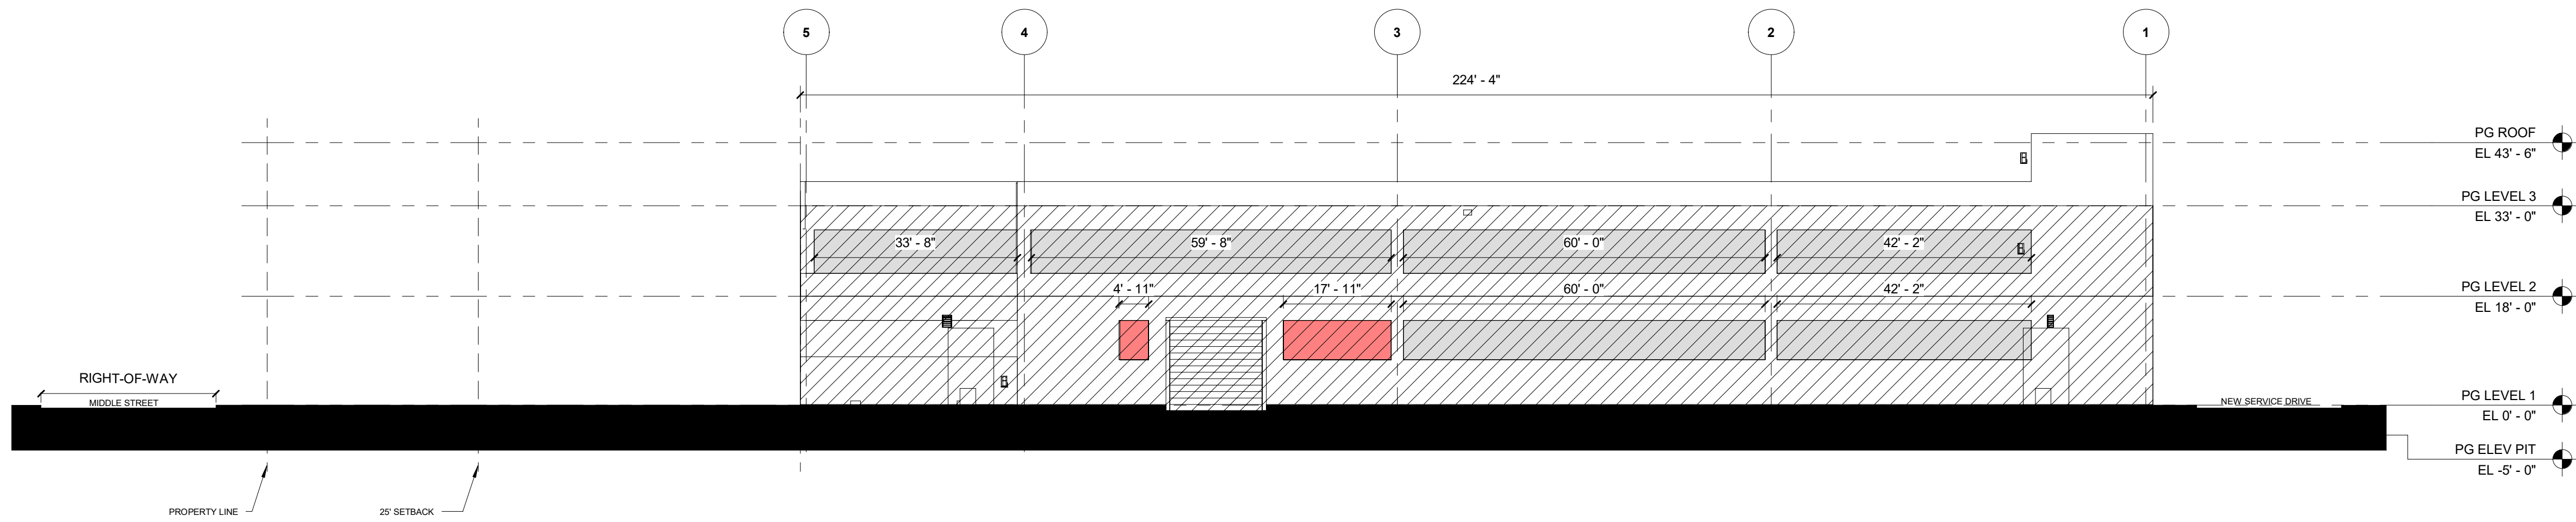 5
4
3
2
1
224' - 4"
PG ROOF
EL 43' - 6"
PG LEVEL 3
EL 33' - 0"
33' - 8"
59' - 8"
60' - 0"
42' - 2"
4' - 11"
17' - 11"
60' - 0"
42' - 2"
PG LEVEL 2
EL 18' - 0"
RIGHT-OF-WAY
MIDDLE STREET
NEW SERVICE DRIVE
PG LEVEL 1
EL 0' - 0"
PG ELEV PIT
EL -5' - 0"
PROPERTY LINE
25' SETBACK